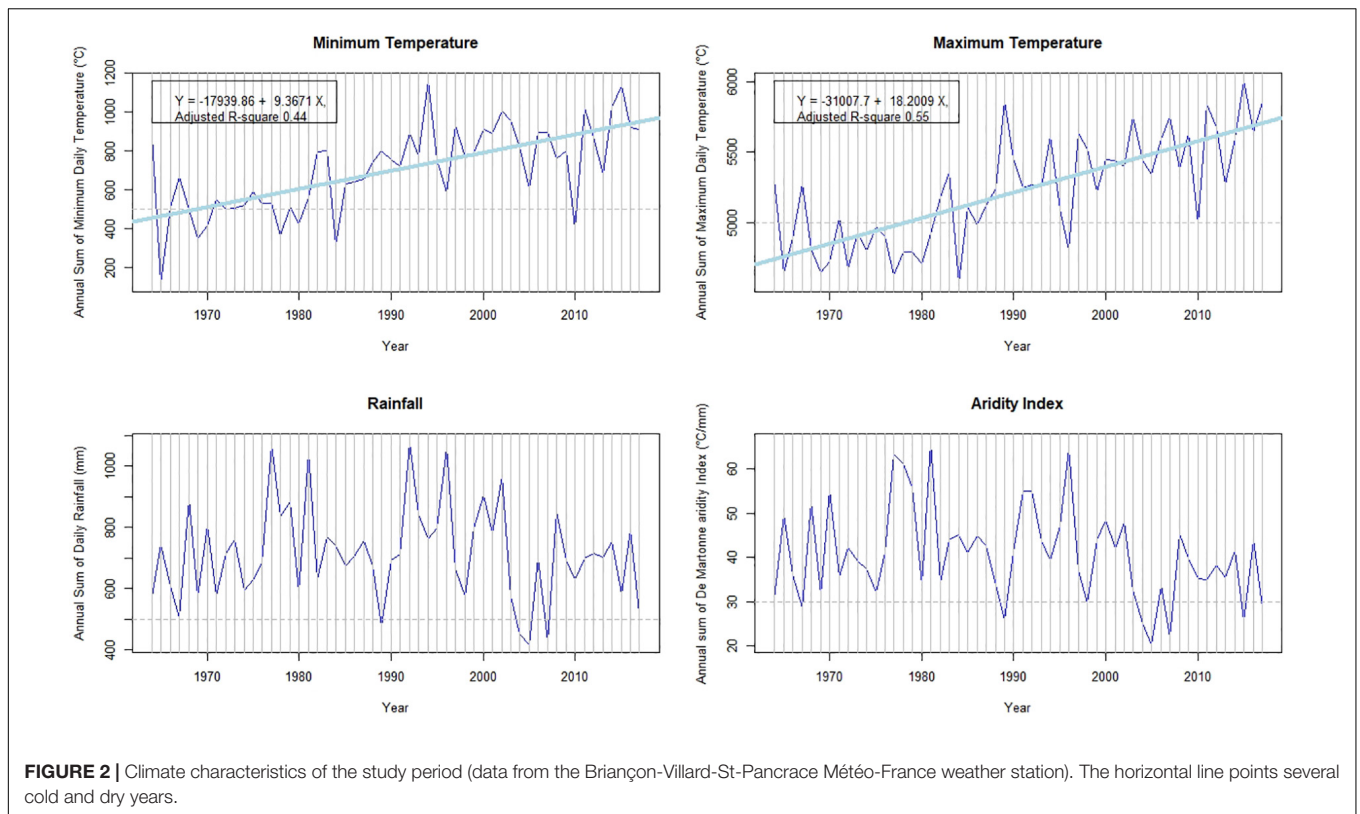 Minimum Temperature
Annual Sum of Minimum Daily Temperature (°C)
1200
1000
800
600
400
200
Y = -17939.86 + 9.3671 X,
Adjusted R-square 0.44
1970 1980 1990 2000 2010
Year
Maximum Temperature
Annual Sum of Maximum Daily Temperature (°C)
6000
5500
5000
Y = -31007.7 + 18.2009 X,
Adjusted R-square 0.55
1970 1980 1990 2000 2010
Year
Rainfall
Annual Sum of Daily Rainfall (mm)
1000
800
600
400
1970 1980 1990 2000 2010
Year
Aridity Index
Annual sum of De Martonne aridity Index (°C/mm)
60
50
40
30
20
1970 1980 1990 2000 2010
Year
FIGURE 2 | Climate characteristics of the study period (data from the Briançon-Villard-St-Pancrace Météo-France weather station). The horizontal line points several
cold and dry years.